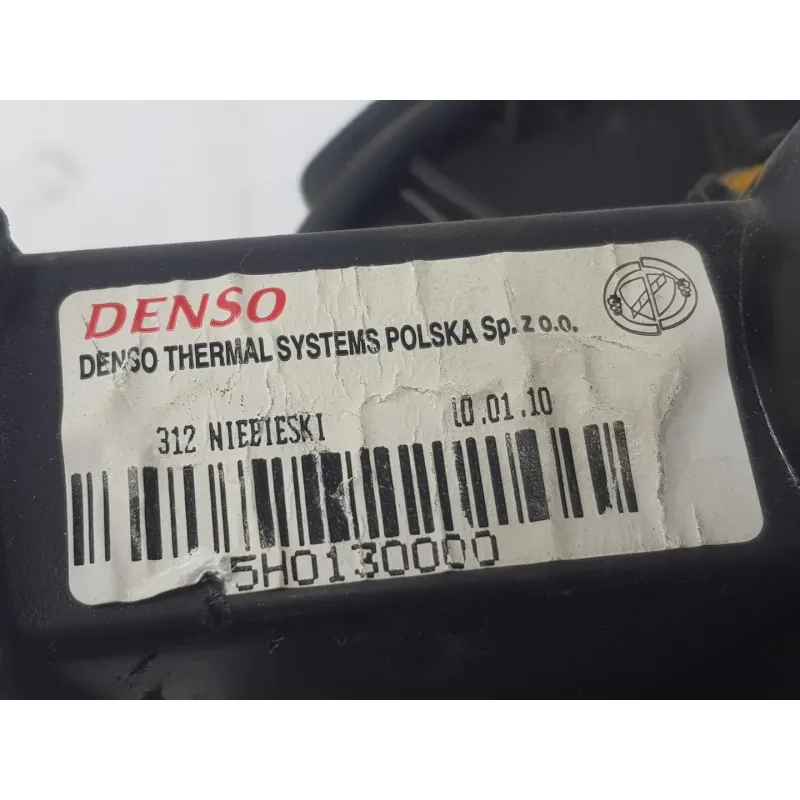 DENSO
DENSO THERMAL SYSTEMS POLSKA Sp. z o.o.
312 NIEBIESKI 10.01.10
5H0130000